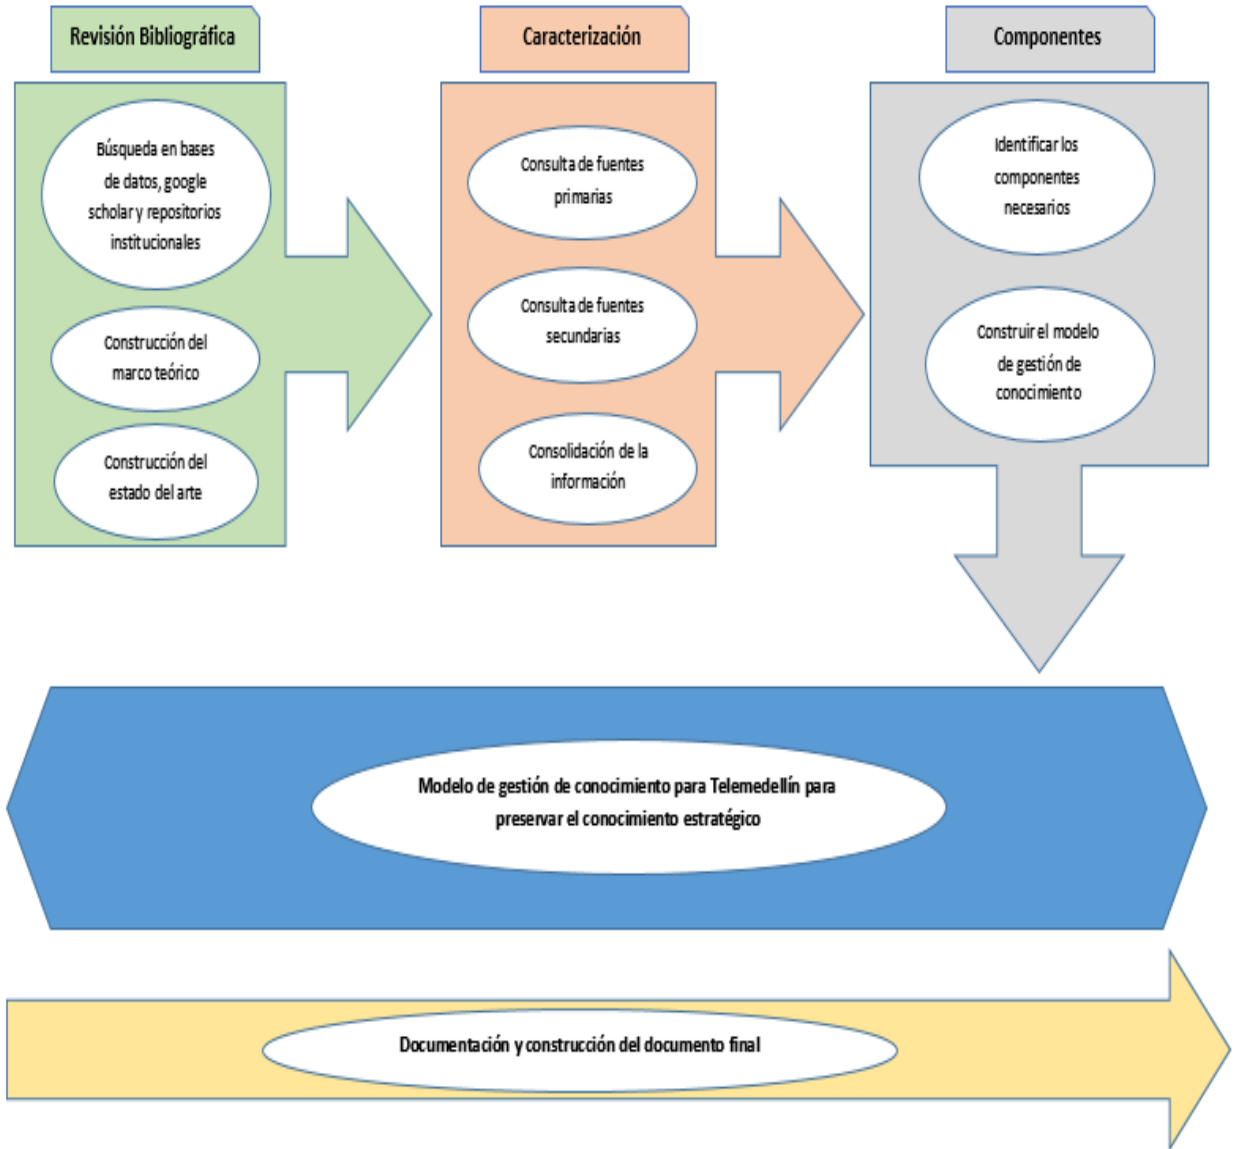 Revisión Bibliográfica
Búsqueda en bases
de datos, google
scholar y repositorios
institucionales
Construcción del
marco teórico
Construcción del
estado del arte
Caracterización
Consulta de fuentes
primarias
Consulta de fuentes
secundarias
Consolidación de la
información
Componentes
Identificar los
componentes
necesarios
Construir el modelo
de gestión de
conocimiento
Modelo de gestión de conocimiento para Telemedellín para
preservar el conocimiento estratégico
Documentación y construcción del documento final